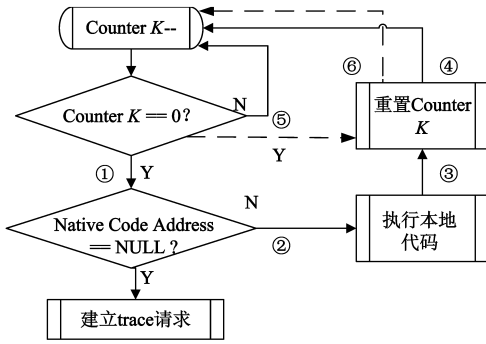 Counter K--
⑥
④
N
Counter K == 0?
⑤
重置Counter
K
Y
①
Y
③
N
Native Code Address
== NULL?
②
执行本地
代码
Y
建立trace请求